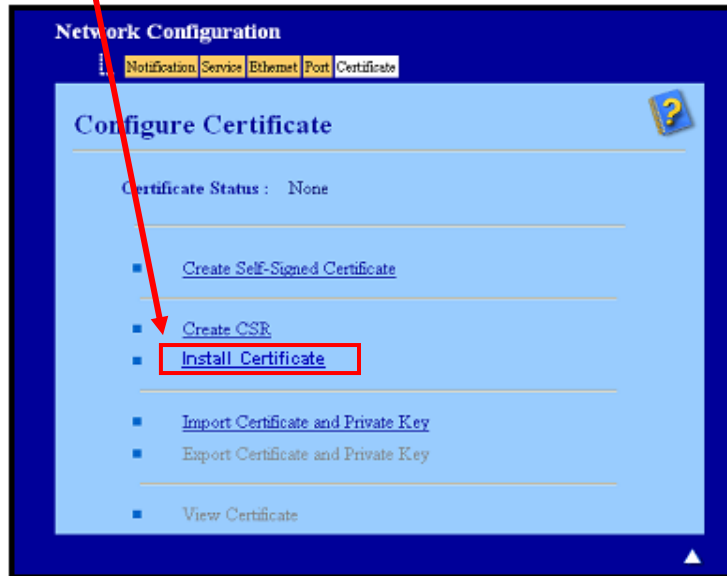 Network Configuration
Notification Service Ethernet Port Certificate
Configure Certificate
Certificate Status : None
Create Self-Signed Certificate
Create CSR
Install Certificate
Import Certificate and Private Key
Export Certificate and Private Key
View Certificate